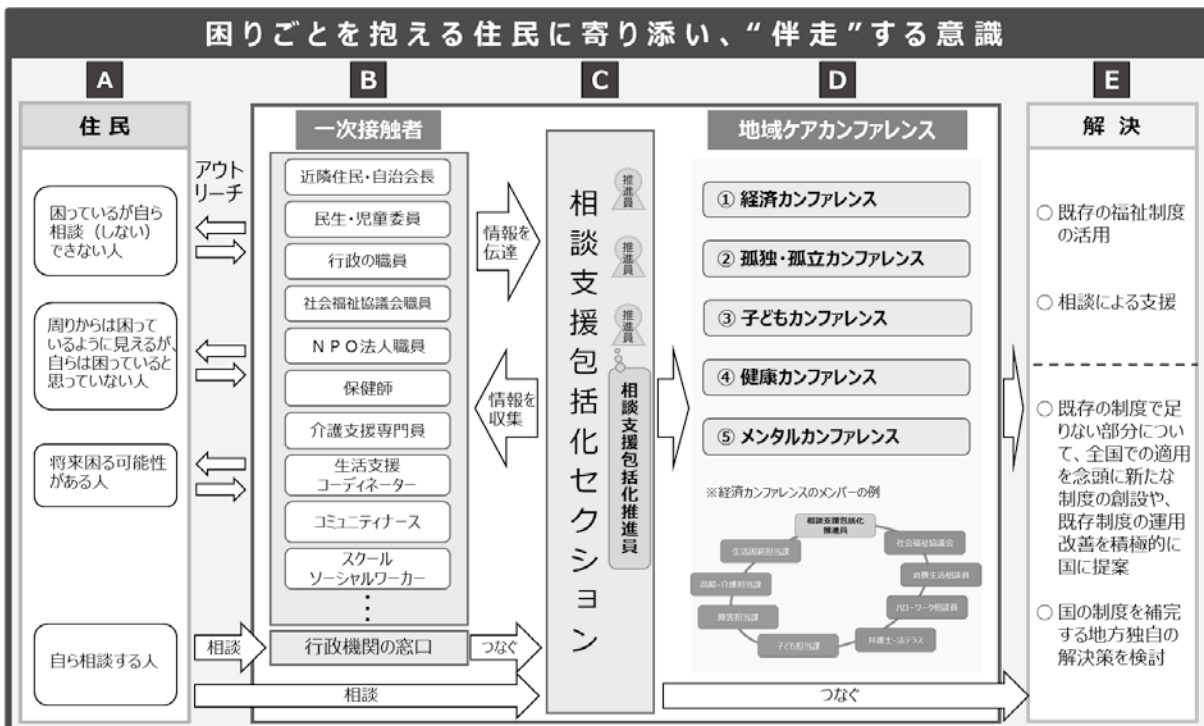 困りごとを抱える住民に寄り添い、“伴走”する意識
A
B
C
D
E
住民
困っているが自ら
相談（しない）
できない人
周りからは困って
いるように見えるが、
自らは困っていると
思っていない人
将来困る可能性
がある人
自ら相談する人
アウト
リーチ
相談
相談
一次接触者
近隣住民・自治会長
民生・児童委員
行政の職員
社会福祉協議会職員
ＮＰＯ法人職員
保健師
介護支援専門員
生活支援
コーディネーター
コミュニティナース
スクール
ソーシャルワーカー
⋮
行政機関の窓口
情報を
伝達
情報を
収集
つなぐ
相談支援包括化セクション
推進員
推進員
推進員
相談支援包括化推進員
地域ケアカンファレンス
① 経済カンファレンス
② 孤独・孤立カンファレンス
③ 子どもカンファレンス
④ 健康カンファレンス
⑤ メンタルカンファレンス
※経済カンファレンスのメンバーの例
相談支援包括化
推進員
生活困窮担当課
社会福祉協議会
高齢・介護担当課
消費生活相談員
障害担当課
ハローワーク相談員
子ども担当課
弁護士・法テラス
つなぐ
解決
○ 既存の福祉制度
の活用
○ 相談による支援
○ 既存の制度で足
りない部分につい
て、全国での適用
を念頭に新たな
制度の創設や、
既存制度の運用
改善を積極的に
国に提案
○ 国の制度を補完
する地方独自の
解決策を検討